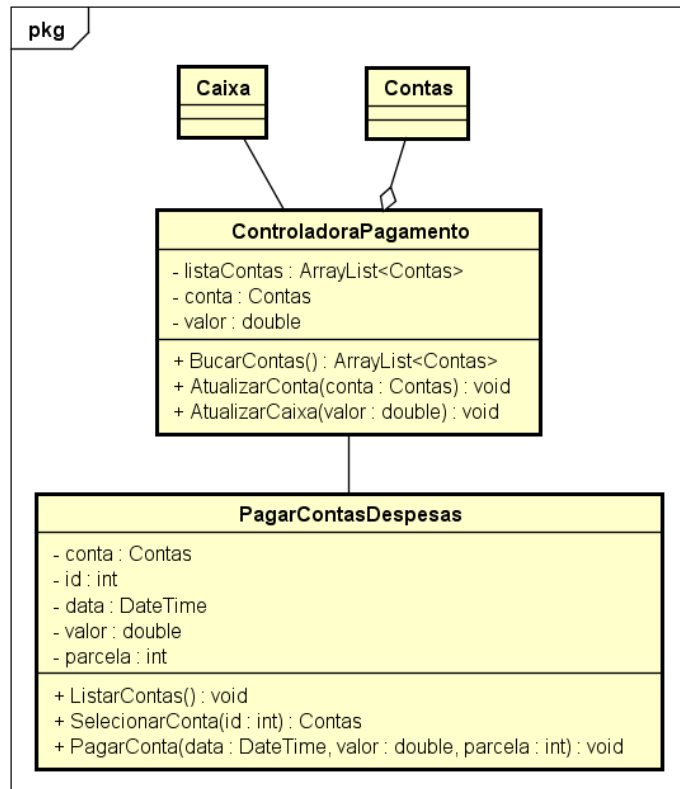 pkg
Caixa
Contas
ControladoraPagamento
- listaContas : ArrayList<Contas>
- conta : Contas
- valor : double
+ BucarContas() : ArrayList<Contas>
+ AtualizarConta(conta : Contas) : void
+ AtualizarCaixa(valor : double) : void
PagarContasDespesas
- conta : Contas
- id : int
- data : DateTime
- valor : double
- parcela : int
+ ListarContas() : void
+ SelecionarConta(id : int) : Contas
+ PagarConta(data : DateTime, valor : double, parcela : int) : void